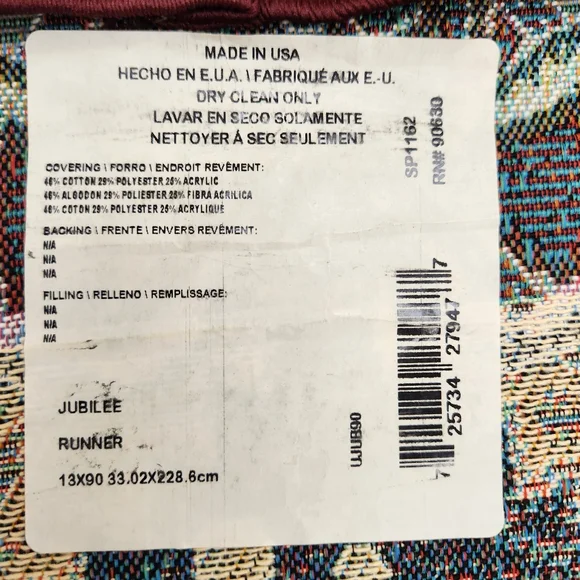 MADE IN USA
HECHO EN E.U.A. \ FABRIQUÉ AUX E.-U.
DRY CLEAN ONLY
LAVAR EN SECO SOLAMENTE
NETTOYER Á SEC SEULEMENT
COVERING \ FORRO \ ENDROIT REVÊMENT:
46% COTTON 29% POLYESTER 25% ACRYLIC
46% ALGODON 29% POLIESTER 25% FIBRA ACRILICA
46% COTON 29% POLYESTER 25% ACRYLIQUE
BACKING \ FRENTE \ ENVERS REVÊMENT:
N/A
N/A
N/A
FILLING \ RELLENO \ REMPLISSAGE:
N/A
N/A
N/A
JUBILEE
RUNNER
13X90 33.02X228.6cm
SP1162
RN# 90630
UJUB90
7 25734 27947 7